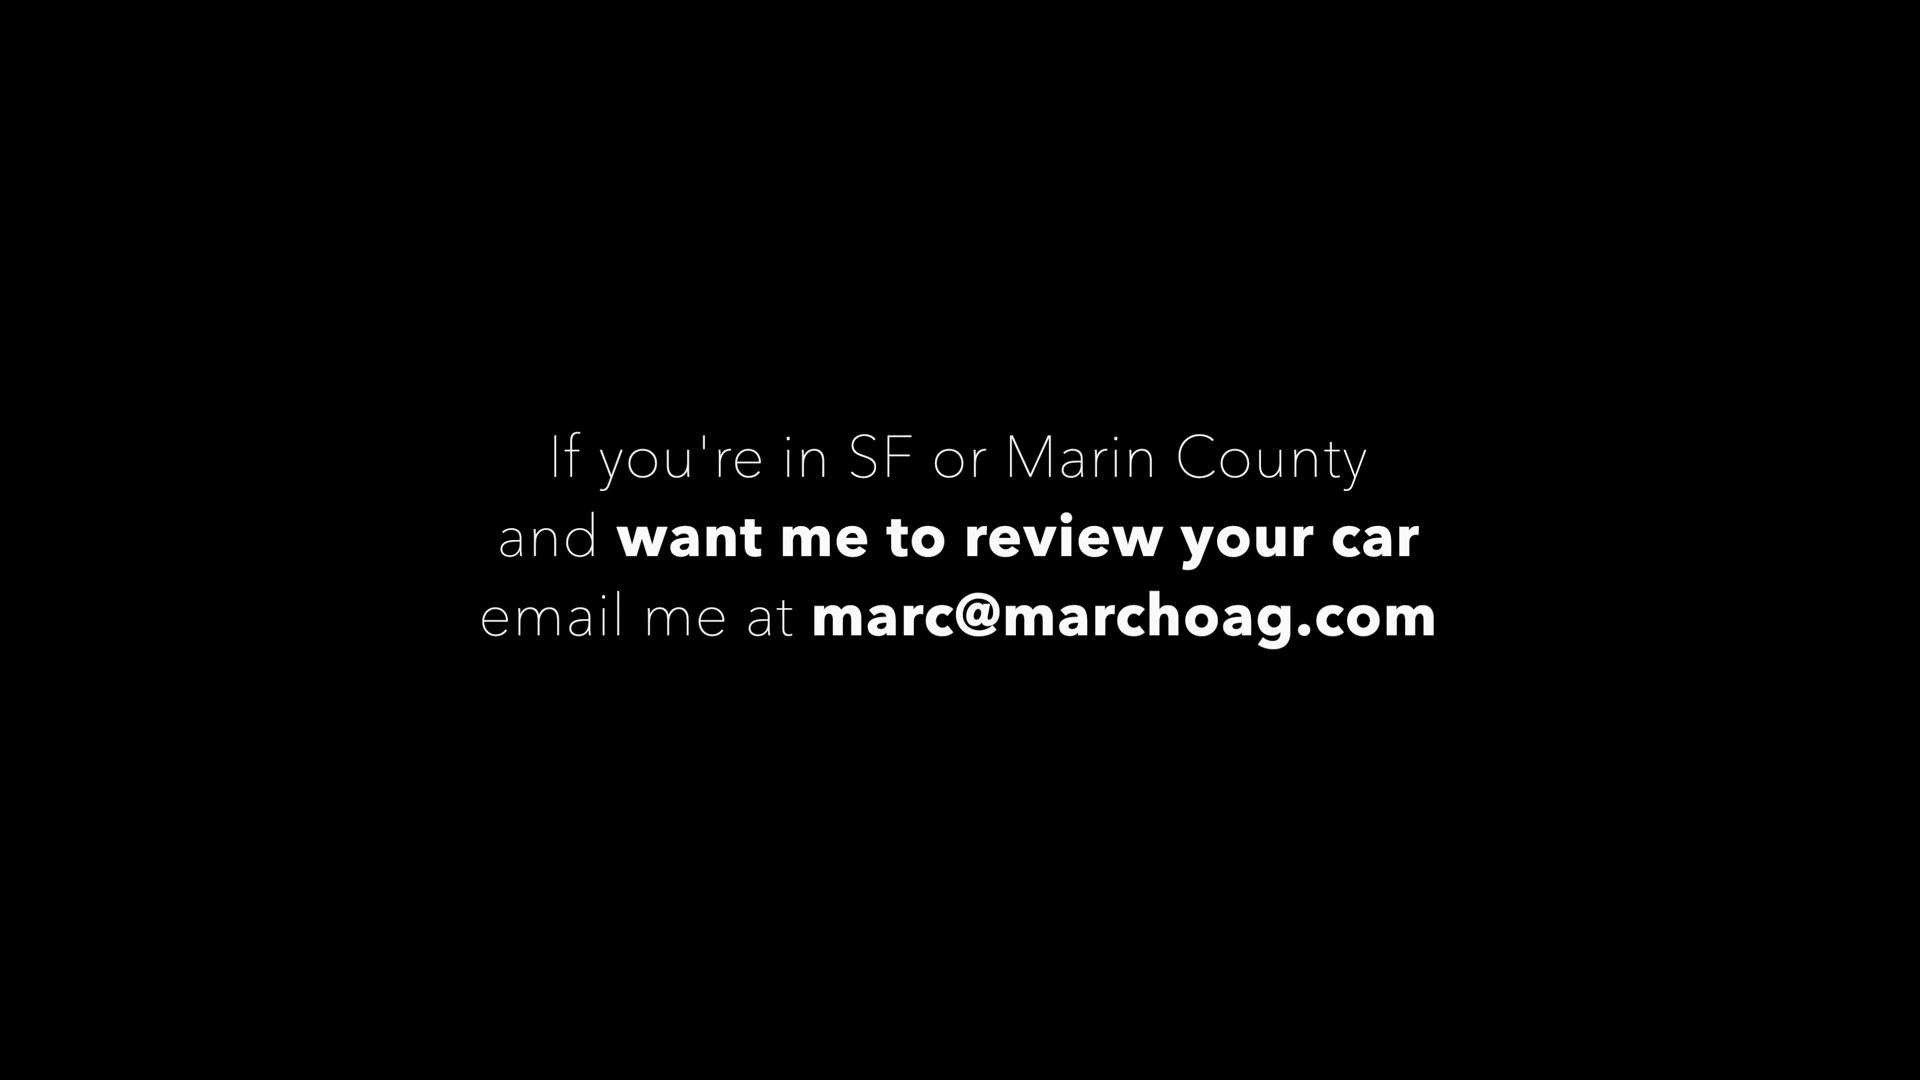 If you're in SF or Marin County
and want me to review your car
email me at marc@marchoag.com